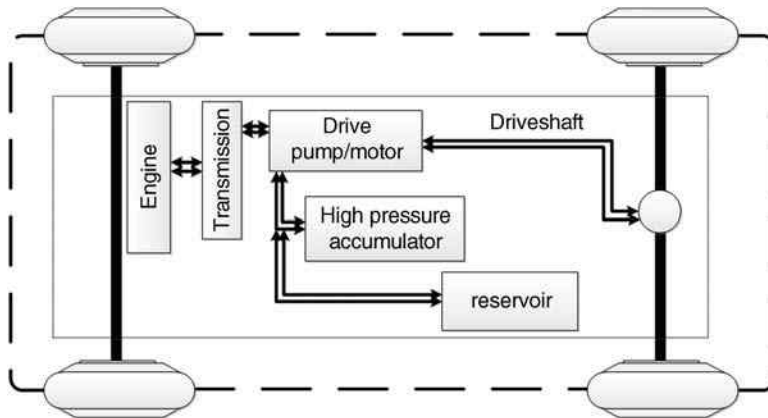 Engine
Transmission
Drive
pump/motor
Driveshaft
High pressure
accumulator
reservoir